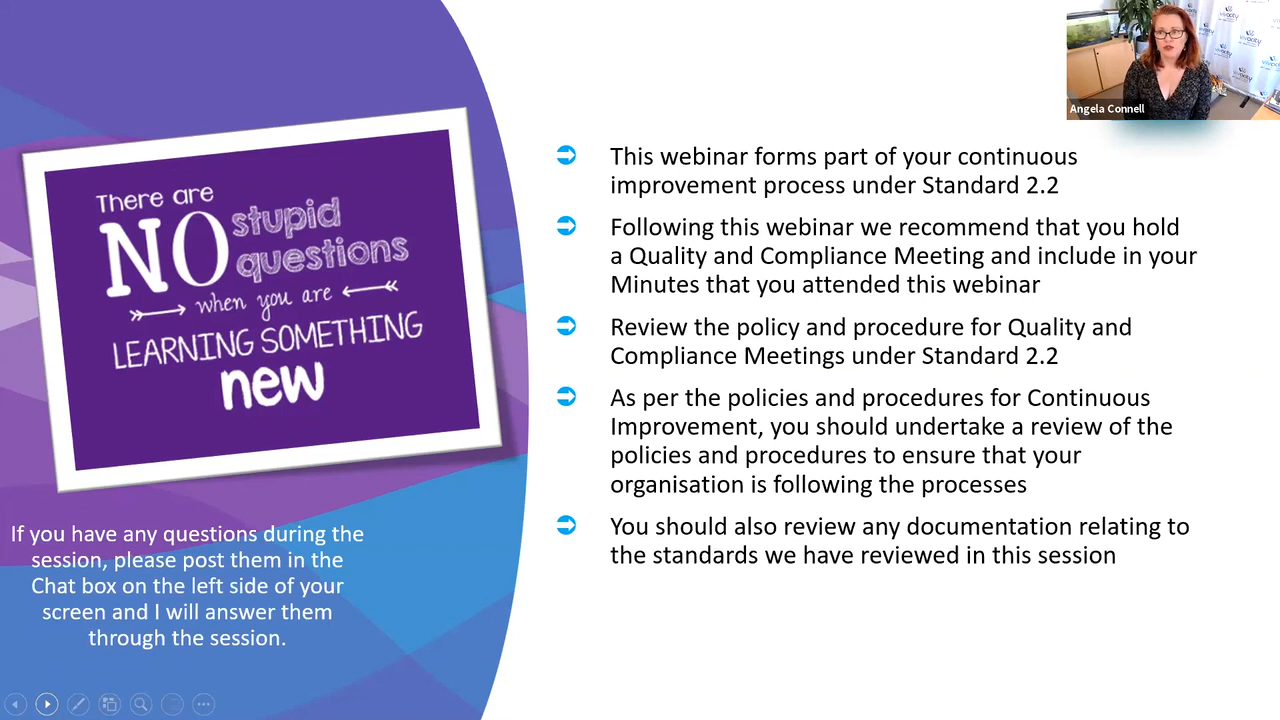 There are
NO stupid
questions
when you are
LEARNING SOMETHING
new
If you have any questions during the
session, please post them in the
Chat box on the left side of your
screen and I will answer them
through the session.
This webinar forms part of your continuous
improvement process under Standard 2.2
Following this webinar we recommend that you hold
a Quality and Compliance Meeting and include in your
Minutes that you attended this webinar
Review the policy and procedure for Quality and
Compliance Meetings under Standard 2.2
As per the policies and procedures for Continuous
Improvement, you should undertake a review of the
policies and procedures to ensure that your
organisation is following the processes
You should also review any documentation relating to
the standards we have reviewed in this session
Angela Connell